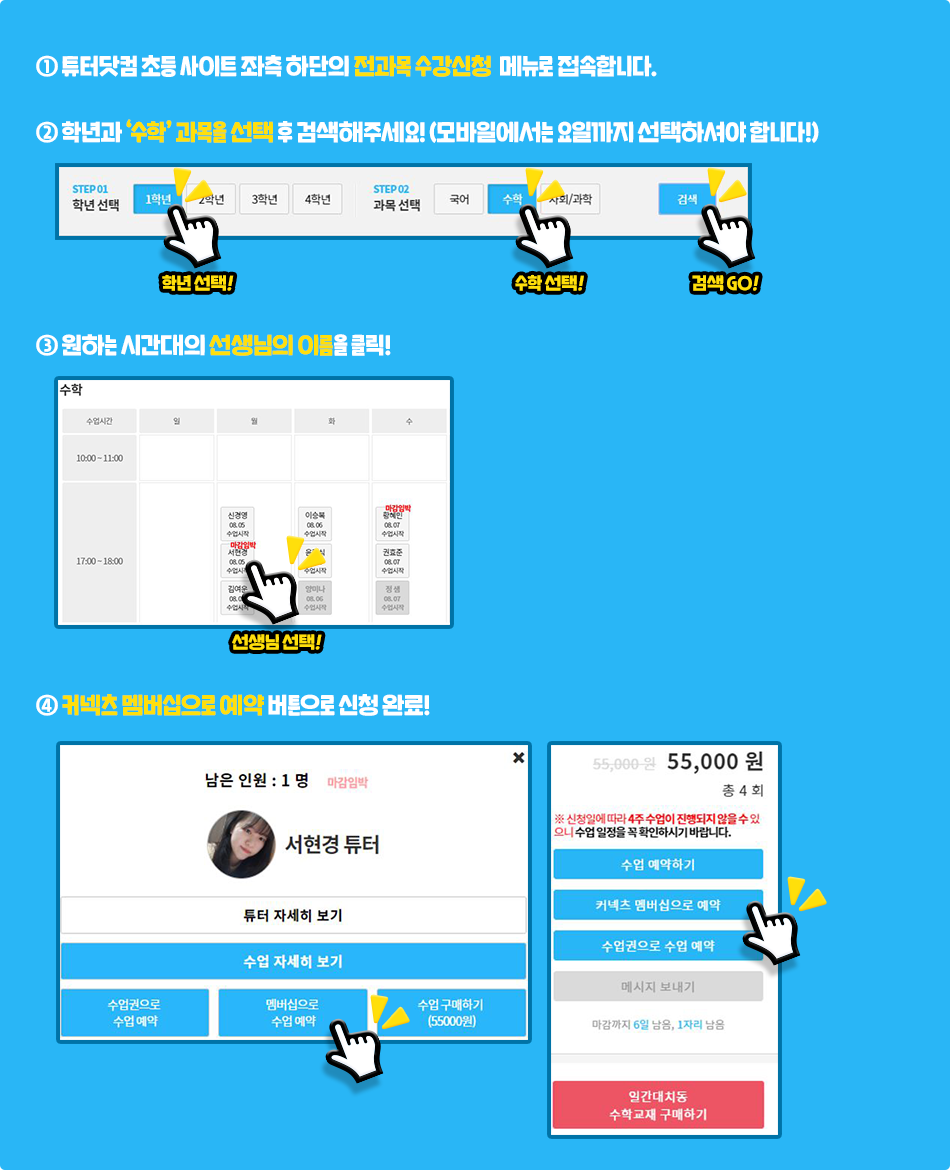 ① 튜터닷컴 초등 사이트 좌측 하단의 전과목 수강신청 메뉴로 접속합니다.
② 학년과 ‘수학’ 과목을 선택 후 검색해주세요! (모바일에서는 요일까지 선택하셔야 합니다!)
STEP 01
학년 선택
1학년 2학년 3학년 4학년
STEP 02
과목 선택
국어 수학 사회/과학
검색
학년 선택! 수학 선택! 검색 GO!
③ 원하는 시간대의 선생님의 이름을 클릭!
수학
수업시간 일 월 화 수
10:00 ~ 11:00
17:00 ~ 18:00
신경영
08.05
수업시작
마감임박
서현경
08.05
수업시작
김여운
수업시작
이순복
08.06
수업시작
수업시작
양미나
08.06
수업시작
마감임박
황혜민
08.07
수업시작
권효준
08.07
수업시작
정 샘
08.07
수업시작
선생님 선택!
④ 커넥츠 멤버십으로 예약 버튼으로 신청 완료!
남은 인원 : 1 명 마감임박
서현경 튜터
튜터 자세히 보기
수업 자세히 보기
수업권으로
수업 예약
멤버십으로
수업 예약
수업 구매하기
(55000원)
55,000 원 55,000 원
총 4 회
※ 신청일에 따라 4주 수업이 진행되지 않을 수 있
으니 수업 일정을 꼭 확인하시기 바랍니다.
수업 예약하기
커넥츠 멤버십으로 예약
수업권으로 수업 예약
메시지 보내기
마감까지 6일 남음, 1자리 남음
일간대치동
수학교재 구매하기